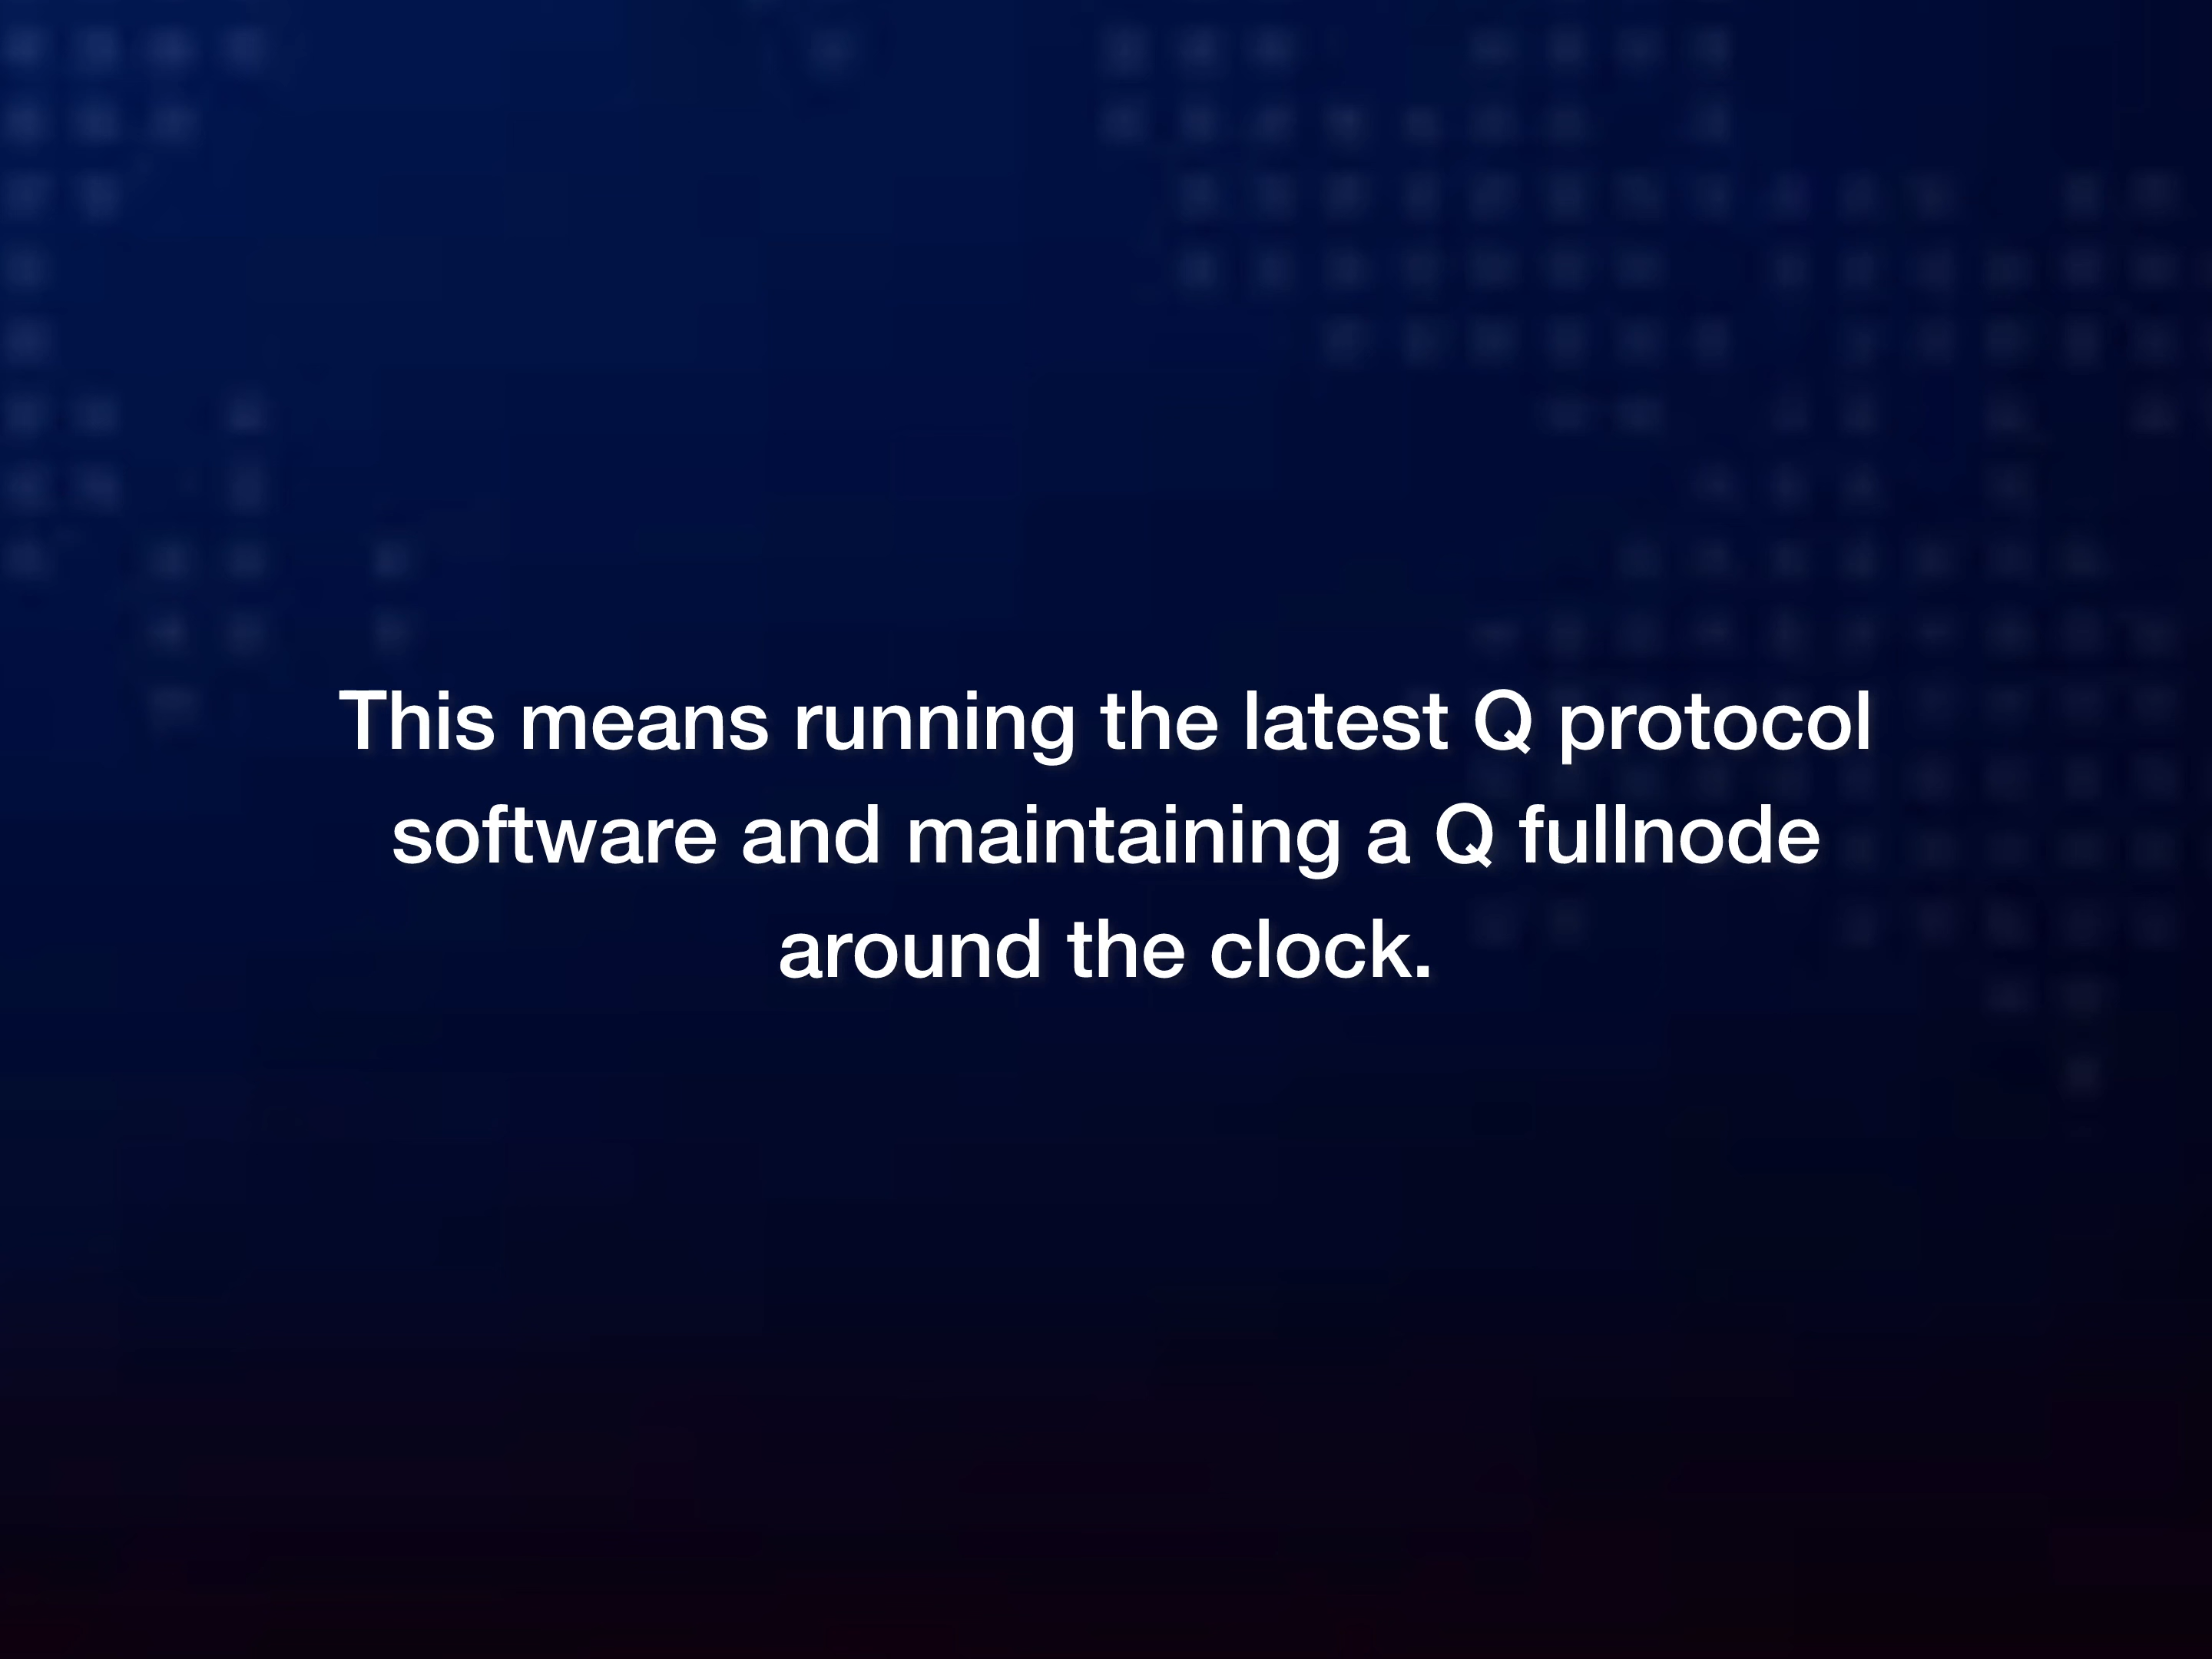 This means running the latest Q protocol
software and maintaining a Q fullnode
around the clock.